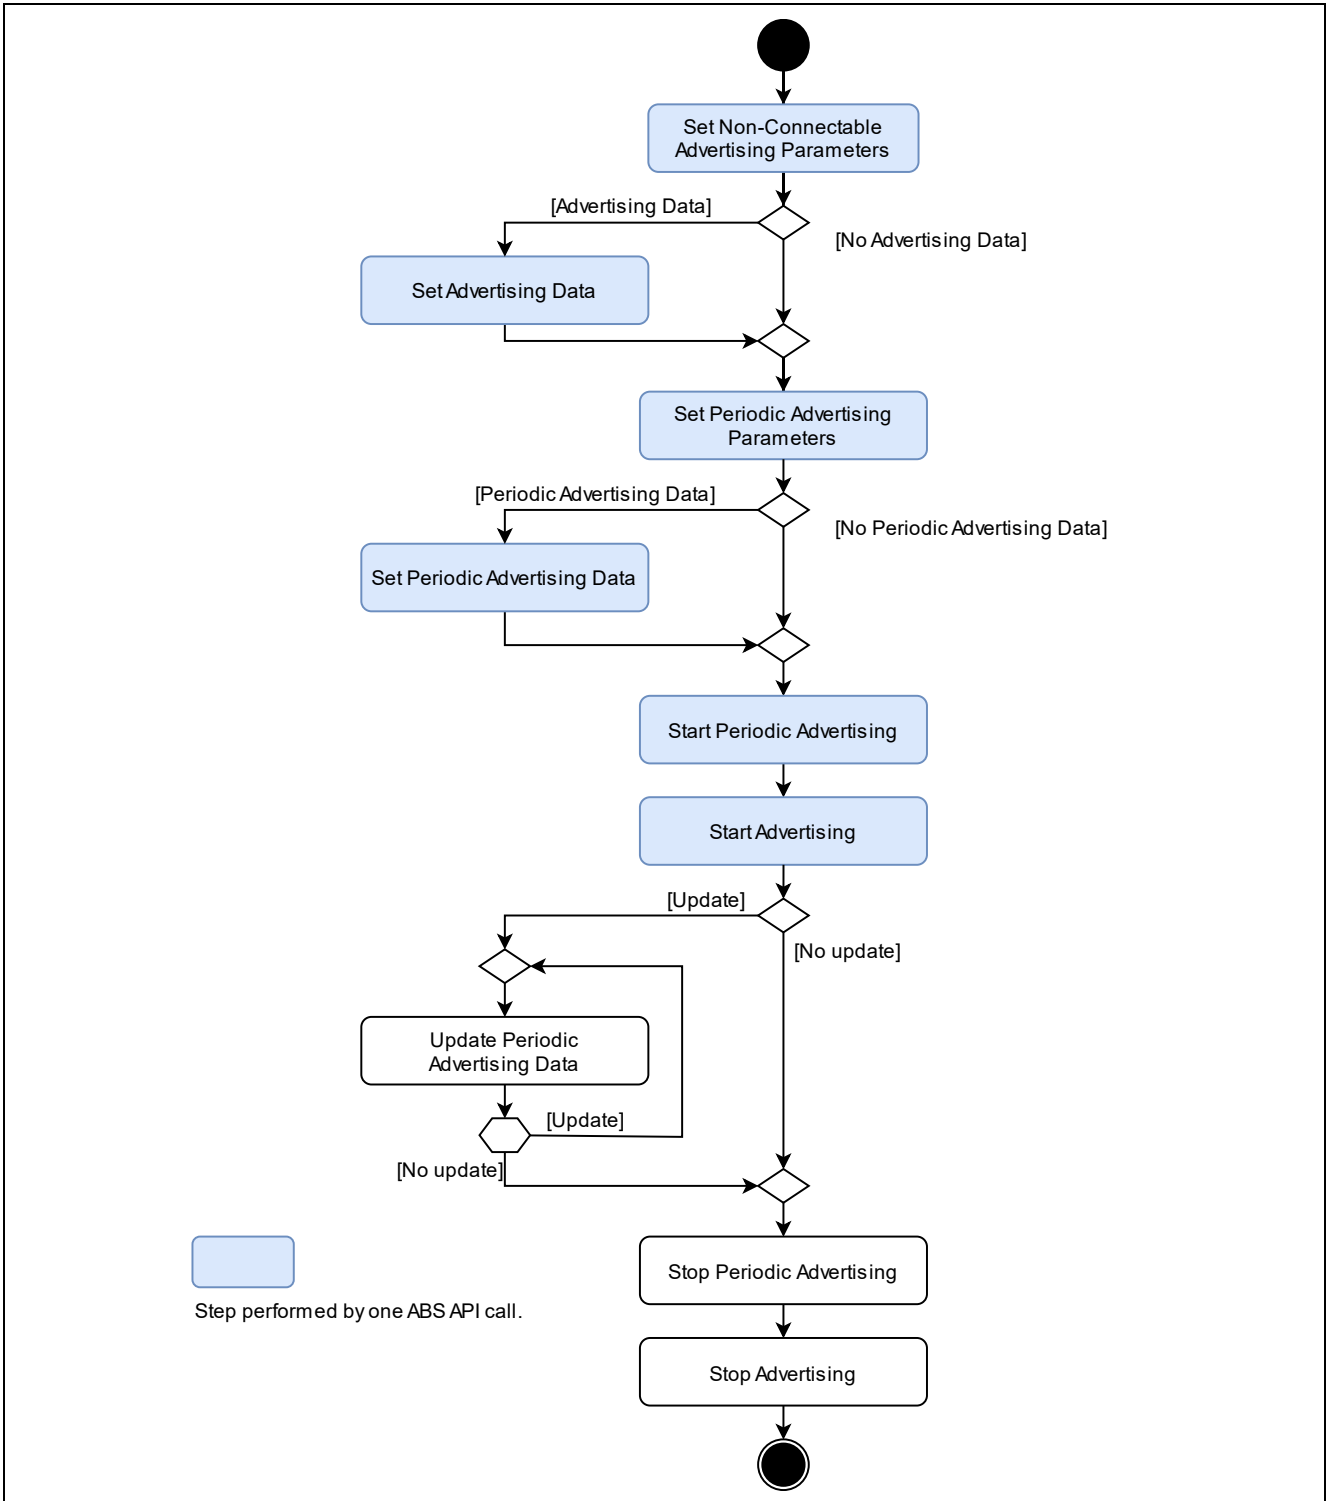 Set Non-Connectable
Advertising Parameters
[Advertising Data]
[No Advertising Data]
Set Advertising Data
Set Periodic Advertising
Parameters
[Periodic Advertising Data]
[No Periodic Advertising Data]
Set Periodic Advertising Data
Start Periodic Advertising
Start Advertising
[Update]
[No update]
Update Periodic
Advertising Data
[Update]
[No update]
Stop Periodic Advertising
Step performed by one ABS API call.
Stop Advertising